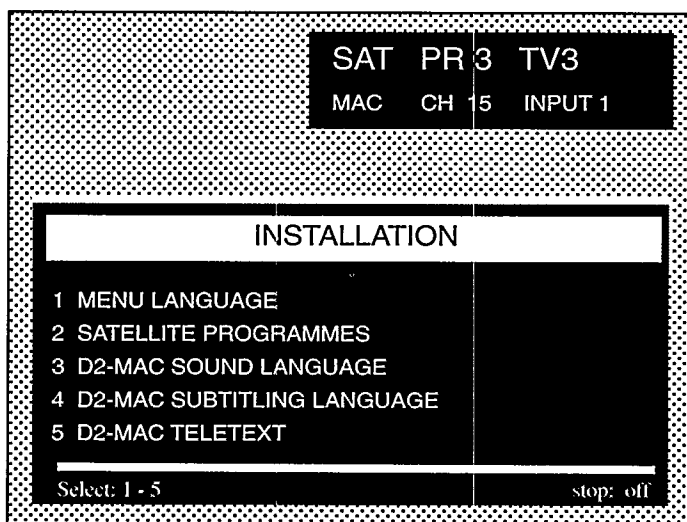 SAT PR 3 TV3
MAC CH 15 INPUT 1
INSTALLATION
1 MENU LANGUAGE
2 SATELLITE PROGRAMMES
3 D2-MAC SOUND LANGUAGE
4 D2-MAC SUBTITLING LANGUAGE
5 D2-MAC TELETEXT
Select: 1 - 5 stop: off